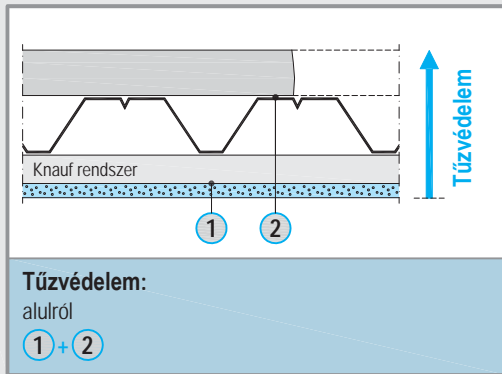 Tűzvédelem
Knauf rendszer
1 2
Tűzvédelem:
alulról
1 + 2